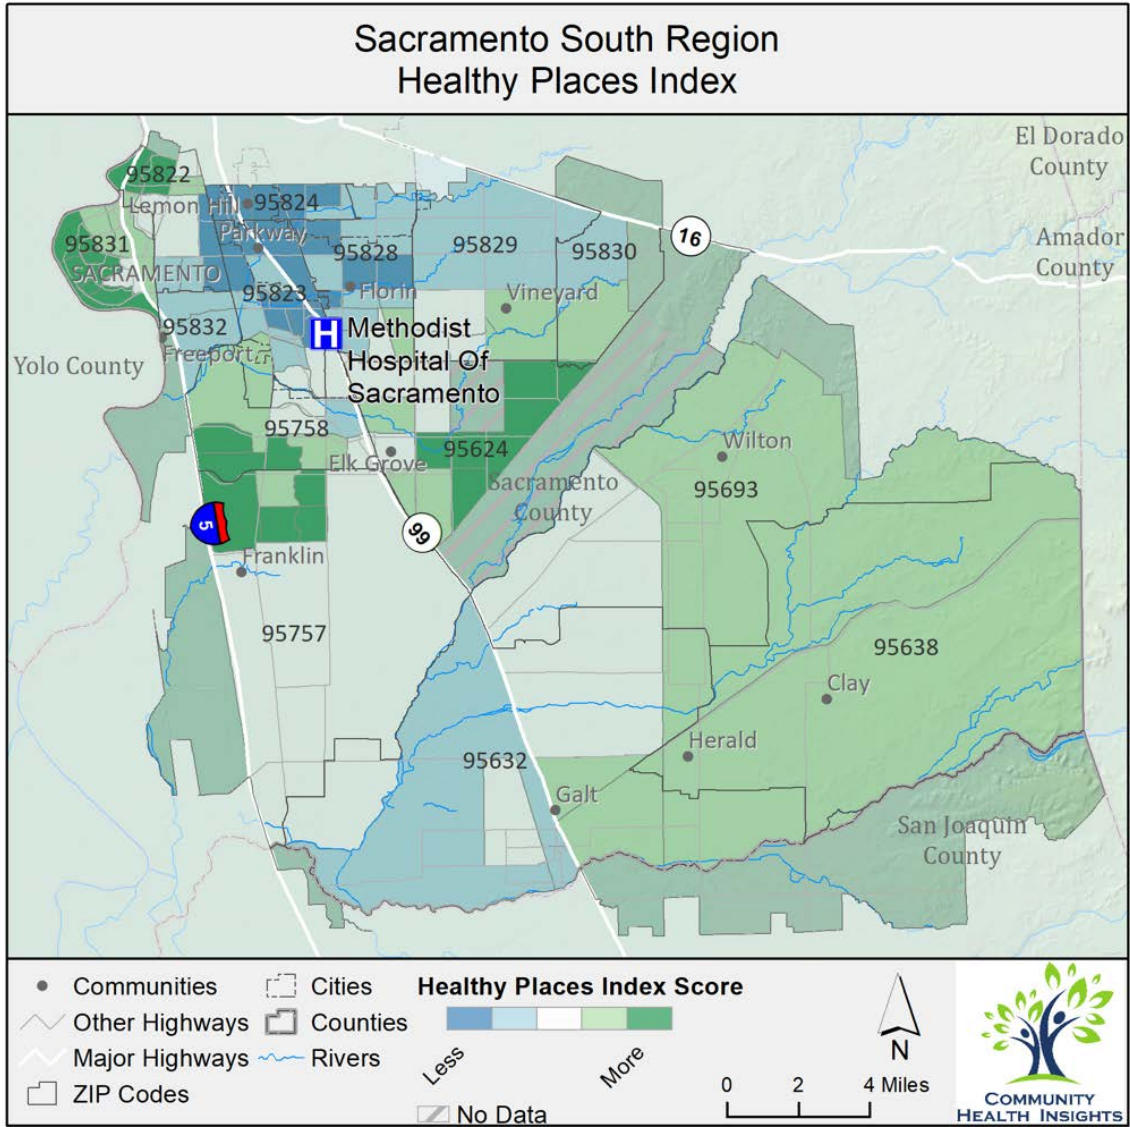 Sacramento South Region
Healthy Places Index
El Dorado
County
95822
Lemon Hill
95824
Parkway
95831
16
Amador
County
95828
95829
95830
SACRAMENTO
95823
Florin
Vineyard
95832
Freeport
H
Methodist
Hospital Of
Sacramento
Yolo County
95758
Elk Grove
95624
Wilton
95693
Sacramento
County
5
99
Franklin
95757
95638
Clay
Herald
95632
Galt
San Joaquin
County
Communities
Cities
Other Highways
Counties
Major Highways
Rivers
ZIP Codes
Healthy Places Index Score
Less
More
No Data
N
0 2 4 Miles
COMMUNITY
HEALTH INSIGHTS